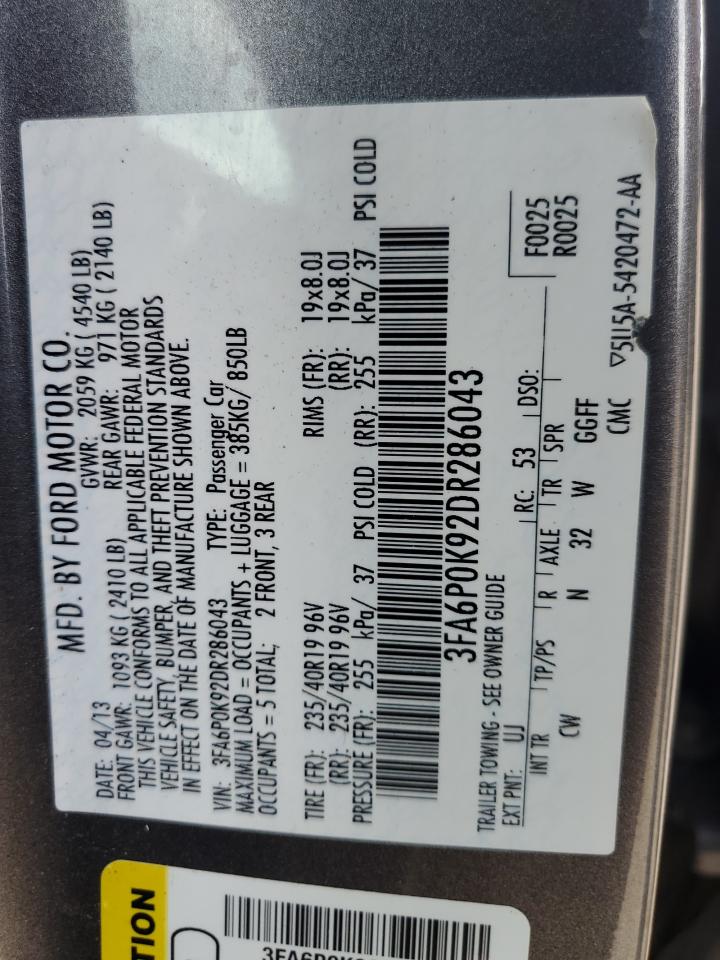 MFD. BY FORD MOTOR CO.
DATE: 04/13 GVWR: 2059 KG ( 4540 LB)
FRONT GAWR: 1093 KG ( 2410 LB) REAR GAWR: 971 KG ( 2140 LB)
THIS VEHICLE CONFORMS TO ALL APPLICABLE FEDERAL MOTOR
VEHICLE SAFETY, BUMPER, AND THEFT PREVENTION STANDARDS
IN EFFECT ON THE DATE OF MANUFACTURE SHOWN ABOVE.
VIN: 3FA6P0K92DR286043 TYPE: Passenger Car
MAXIMUM LOAD = OCCUPANTS + LUGGAGE = 385KG/ 850LB
OCCUPANTS = 5 TOTAL; 2 FRONT, 3 REAR
TIRE (FR): 235/40R19 96V RIMS (FR): 19x8.0J
(RR): 235/40R19 96V (RR): 19x8.0J
PRESSURE (FR): 255 kPa/ 37 PSI COLD (RR): 255 kPa/ 37 PSI COLD
3FA6P0K92DR286043
TRAILER TOWING - SEE OWNER GUIDE
F0025
EXT PNT: UJ RC: 53 DSO: R0025
INT TR TP/PS R AXLE TR SPR
CW N 32 W GGFF
CMC ▽5U5A-5420472-AA
TION